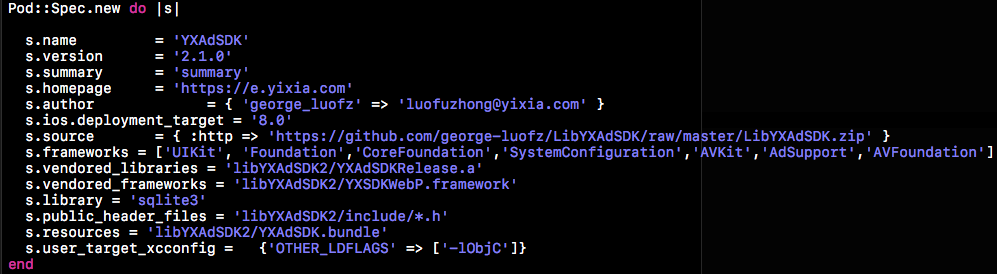 Pod::Spec.new do |s|
s.name = 'YXAdSDK'
s.version = '2.1.0'
s.summary = 'summary'
s.homepage = 'https://e.yixia.com'
s.author = { 'george_luofz' => 'luofuzhong@yixia.com' }
s.ios.deployment_target = '8.0'
s.source = { :http => 'https://github.com/george-luofz/LibYXAdSDK/raw/master/LibYXAdSDK.zip' }
s.frameworks = ['UIKit', 'Foundation','CoreFoundation','SystemConfiguration','AVKit','AdSupport','AVFoundation']
s.vendored_libraries = 'libYXAdSDK2/YXAdSDKRelease.a'
s.vendored_frameworks = 'libYXAdSDK2/YXSDKWebP.framework'
s.library = 'sqlite3'
s.public_header_files = 'libYXAdSDK2/include/*.h'
s.resources = 'libYXAdSDK2/YXAdSDK.bundle'
s.user_target_xcconfig = {'OTHER_LDFLAGS' => ['-lObjC']}
end